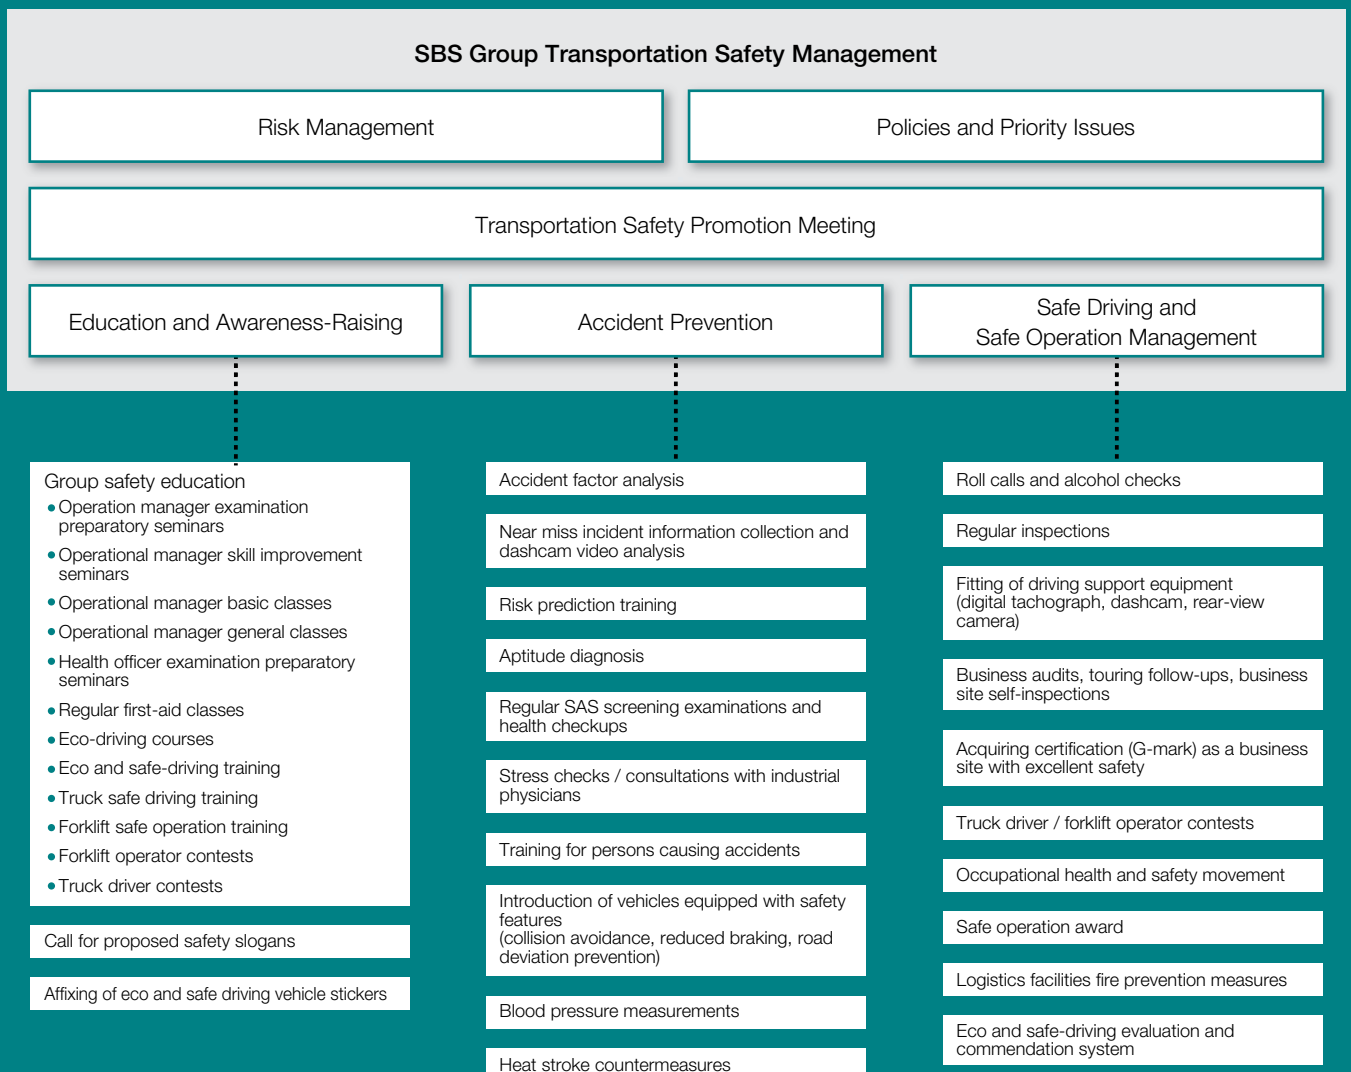 SBS Group Transportation Safety Management
Risk Management
Policies and Priority Issues
Transportation Safety Promotion Meeting
Education and Awareness-Raising
Accident Prevention
Safe Driving and
Safe Operation Management
Group safety education
• Operation manager examination
preparatory seminars
• Operational manager skill improvement
seminars
• Operational manager basic classes
• Operational manager general classes
• Health officer examination preparatory
seminars
• Regular first-aid classes
• Eco-driving courses
• Eco and safe-driving training
• Truck safe driving training
• Forklift safe operation training
• Forklift operator contests
• Truck driver contests
Call for proposed safety slogans
Affixing of eco and safe driving vehicle stickers
Accident factor analysis
Near miss incident information collection and
dashcam video analysis
Risk prediction training
Aptitude diagnosis
Regular SAS screening examinations and
health checkups
Stress checks / consultations with industrial
physicians
Training for persons causing accidents
Introduction of vehicles equipped with safety
features
(collision avoidance, reduced braking, road
deviation prevention)
Blood pressure measurements
Heat stroke countermeasures
Roll calls and alcohol checks
Regular inspections
Fitting of driving support equipment
(digital tachograph, dashcam, rear-view
camera)
Business audits, touring follow-ups, business
site self-inspections
Acquiring certification (G-mark) as a business
site with excellent safety
Truck driver / forklift operator contests
Occupational health and safety movement
Safe operation award
Logistics facilities fire prevention measures
Eco and safe-driving evaluation and
commendation system